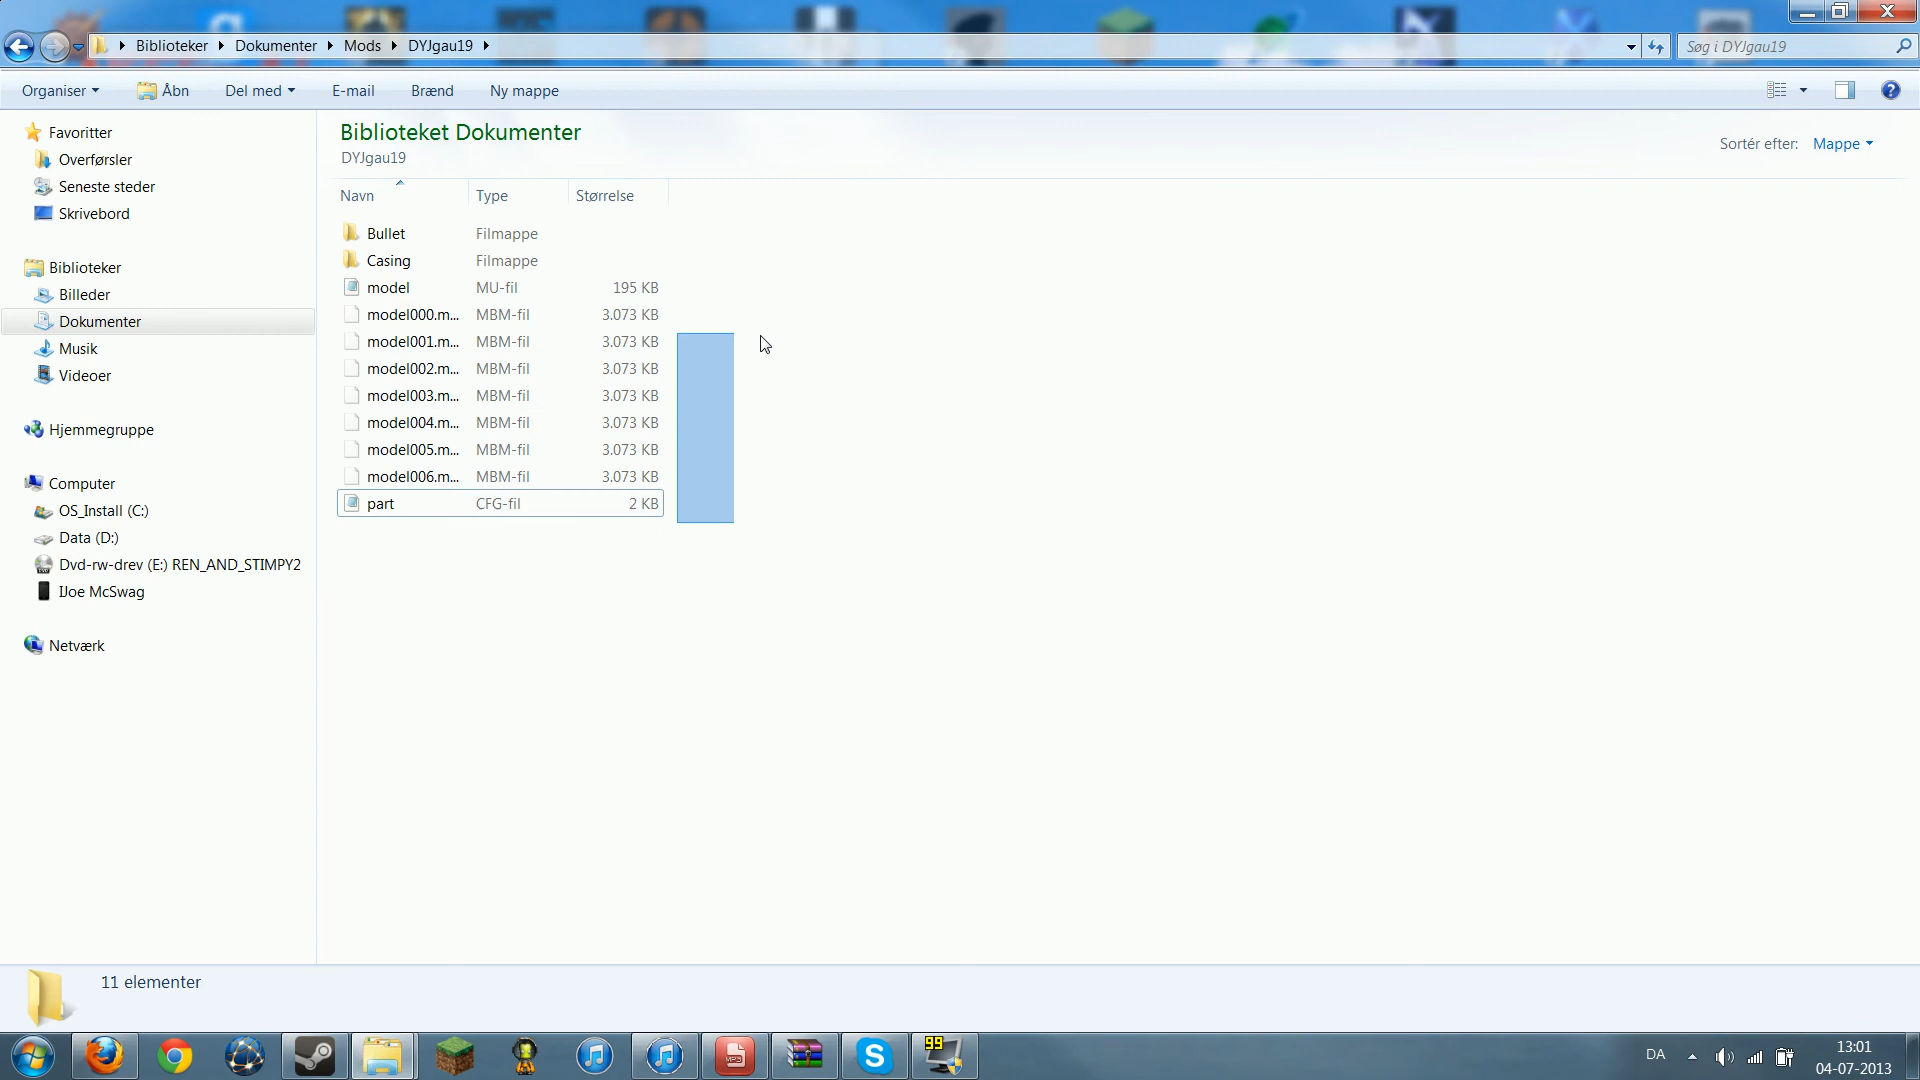 Biblioteker Dokumenter Mods DYJgau19
Søg i DYJgau19
Organiser Åbn Del med E-mail Brænd Ny mappe
Favoritter
Overførsler
Seneste steder
Skrivebord
Biblioteker
Billeder
Dokumenter
Musik
Videoer
Hjemmegruppe
Computer
OS_Install (C:)
Data (D:)
Dvd-rw-drev (E:) REN_AND_STIMPY2
IJoe McSwag
Netværk
Biblioteket Dokumenter
DYJgau19
Sortér efter: Mappe
Navn Type Størrelse
Bullet Filmappe
Casing Filmappe
model MU-fil 195 KB
model000.m... MBM-fil 3.073 KB
model001.m... MBM-fil 3.073 KB
model002.m... MBM-fil 3.073 KB
model003.m... MBM-fil 3.073 KB
model004.m... MBM-fil 3.073 KB
model005.m... MBM-fil 3.073 KB
model006.m... MBM-fil 3.073 KB
part CFG-fil 2 KB
11 elementer
MP3
99
DA
13:01
04-07-2013